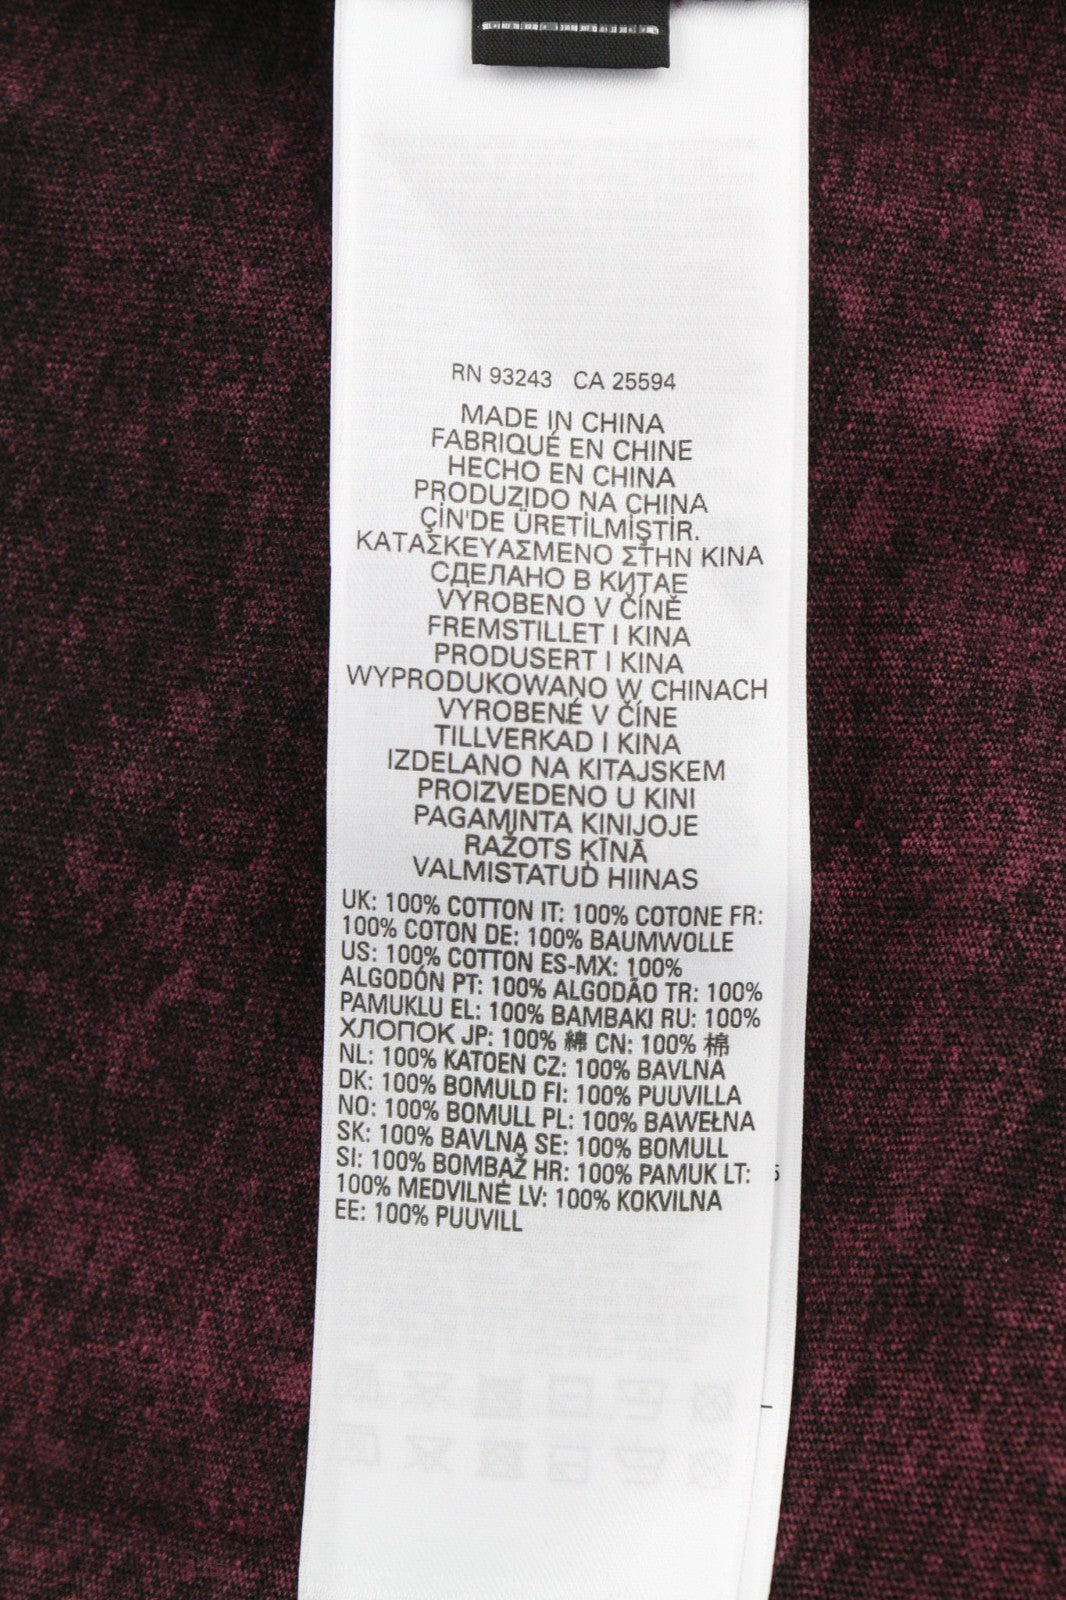 RN 93243 CA 25594
MADE IN CHINA
FABRIQUÉ EN CHINE
HECHO EN CHINA
PRODUZIDO NA CHINA
ÇİN'DE ÜRETİLMİŞTİR.
ΚΑΤΑΣΚΕΥΑΣΜΕΝΟ ΣΤΗΝ ΚΙΝΑ
СДЕЛАНО В КИТАЕ
VYROBENO V ČÍNĚ
FREMSTILLET I KINA
PRODUSERT I KINA
WYPRODUKOWANO W CHINACH
VYROBENÉ V ČÍNE
TILLVERKAD I KINA
IZDELANO NA KITAJSKEM
PROIZVEDENO U KINI
PAGAMINTA KINIJOJE
RAŽOTS ĶĪNĀ
VALMISTATUD HIINAS
UK: 100% COTTON IT: 100% COTONE FR:
100% COTON DE: 100% BAUMWOLLE
US: 100% COTTON ES-MX: 100%
ALGODÓN PT: 100% ALGODÃO TR: 100%
PAMUKLU EL: 100% BAMBAKI RU: 100%
ХЛОПОК JP: 100% 綿 CN: 100% 棉
NL: 100% KATOEN CZ: 100% BAVLNA
DK: 100% BOMULD FI: 100% PUUVILLA
NO: 100% BOMULL PL: 100% BAWEŁNA
SK: 100% BAVLNA SE: 100% BOMULL
SI: 100% BOMBAŽ HR: 100% PAMUK LT:
100% MEDVILNĖ LV: 100% KOKVILNA
EE: 100% PUUVILL